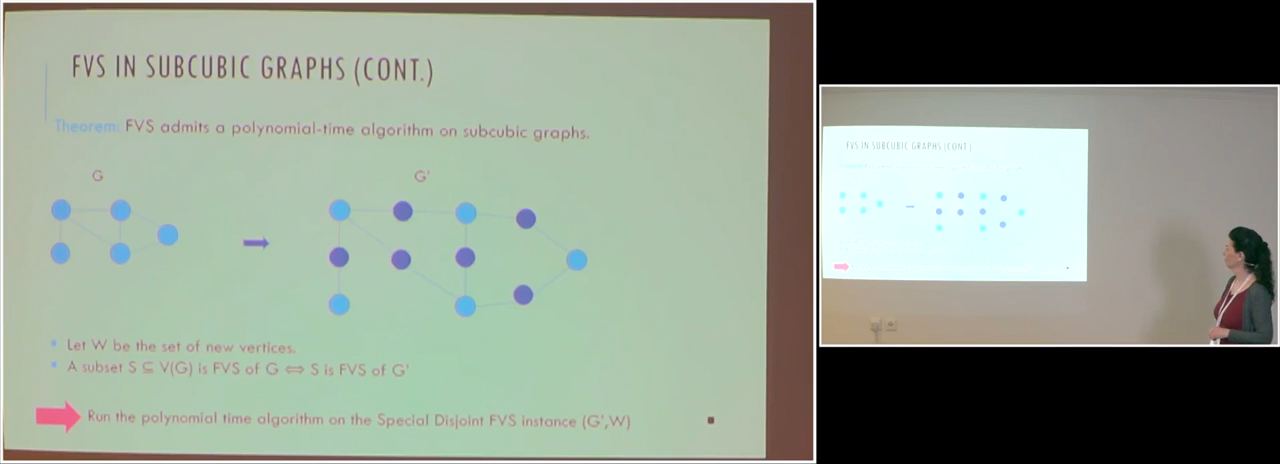 FVS IN SUBCUBIC GRAPHS (CONT.)
Theorem: FVS admits a polynomial-time algorithm on subcubic graphs.
G
G'
Let W be the set of new vertices.
A subset S ⊆ V(G) is FVS of G ⇔ S is FVS of G'
Run the polynomial time algorithm on the Special Disjoint FVS instance (G',W)
FVS IN SUBCUBIC GRAPHS (CONT.)